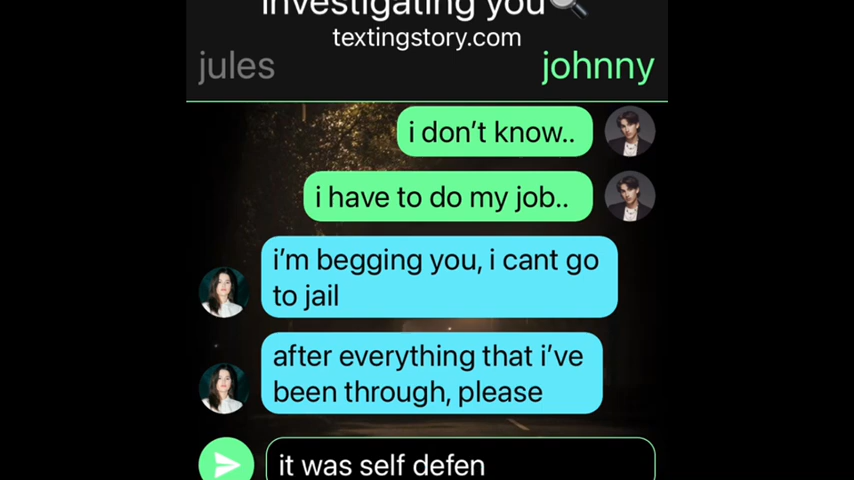 investigating you
textingstory.com
jules
johnny
i don't know..
i have to do my job..
i'm begging you, i cant go
to jail
after everything that i've
been through, please
it was self defen